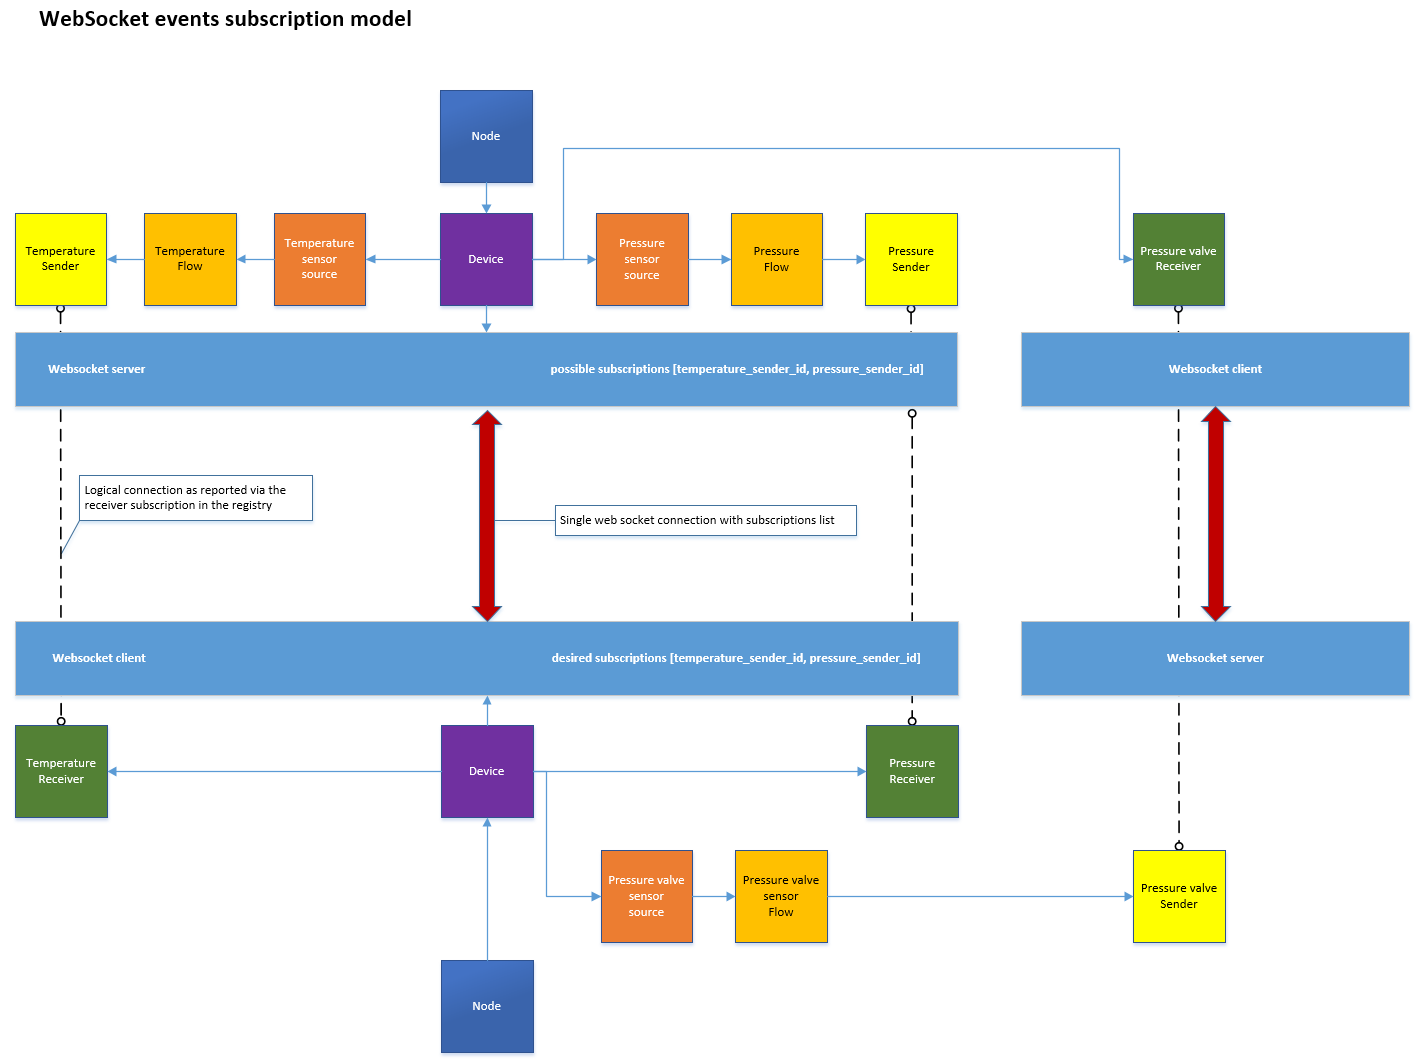 WebSocket events subscription model
Node
Temperature
Sender
Temperature
Flow
Temperature
sensor
source
Device
Pressure
sensor
source
Pressure
Flow
Pressure
Sender
Pressure valve
Receiver
Websocket server
possible subscriptions [temperature_sender_id, pressure_sender_id]
Websocket client
Logical connection as reported via the
receiver subscription in the registry
Single web socket connection with subscriptions list
Websocket client
desired subscriptions [temperature_sender_id, pressure_sender_id]
Websocket server
Temperature
Receiver
Device
Pressure
Receiver
Pressure valve
sensor
source
Pressure valve
sensor
Flow
Pressure valve
Sender
Node